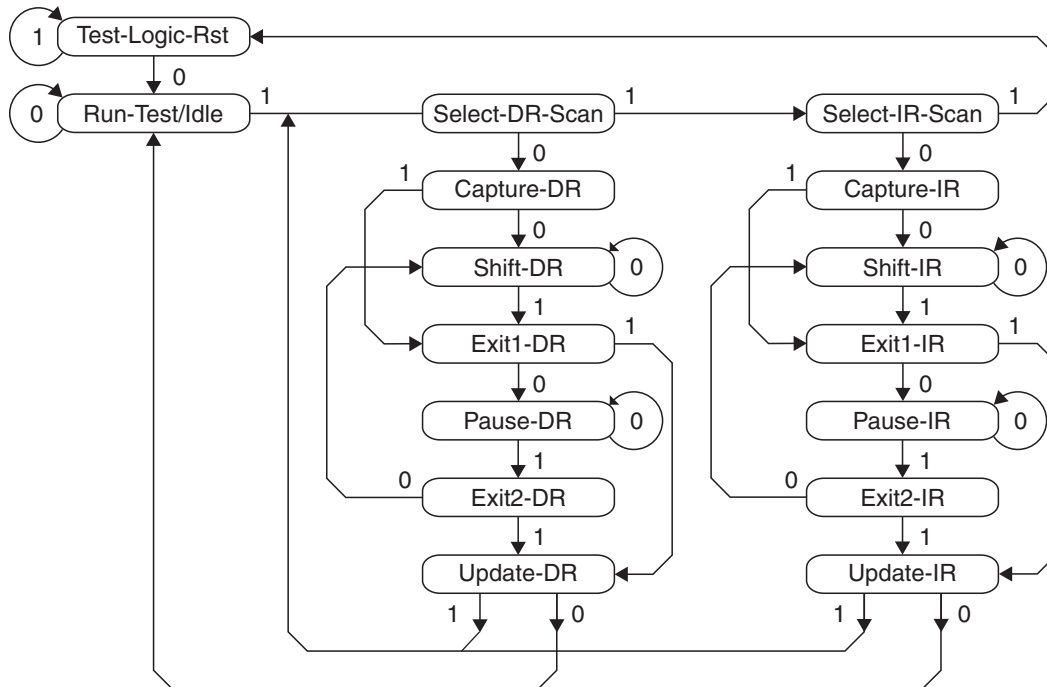 1 Test-Logic-Rst
0
0 Run-Test/Idle 1 Select-DR-Scan 1 Select-IR-Scan 1
0 0
1 Capture-DR 1 Capture-IR
0 0
Shift-DR 0 Shift-IR 0
1 1
Exit1-DR 1 Exit1-IR 1
0 0
Pause-DR 0 Pause-IR 0
1 1
0 Exit2-DR 0 Exit2-IR
1 1
Update-DR Update-IR
1 0 1 0